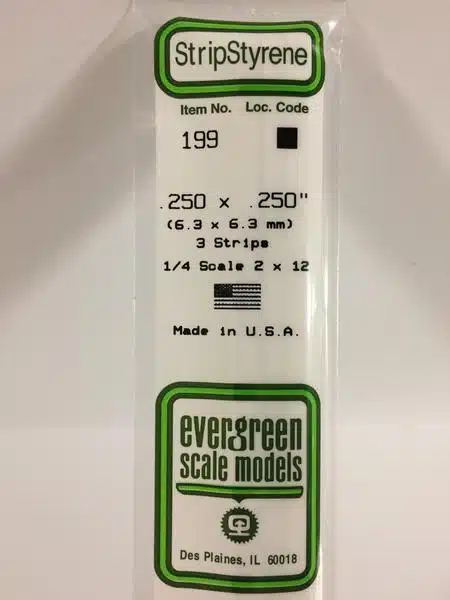 StripStyrene
Item No. Loc. Code
199
.250 x .250"
(6.3 x 6.3 mm)
3 Strips
1/4 Scale 2 x 12
Made in U.S.A.
evergreen
scale models
Des Plaines, IL 60018